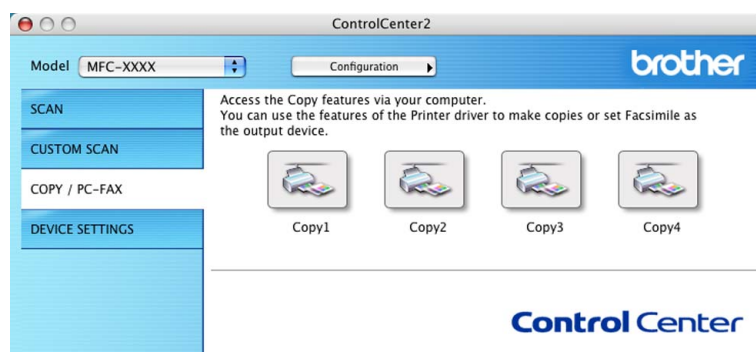 ControlCenter2
Model MFC-XXXX Configuration
brother
SCAN
CUSTOM SCAN
COPY / PC-FAX
DEVICE SETTINGS
Access the Copy features via your computer.
You can use the features of the Printer driver to make copies or set Facsimile as
the output device.
Copy1 Copy2 Copy3 Copy4
Control Center